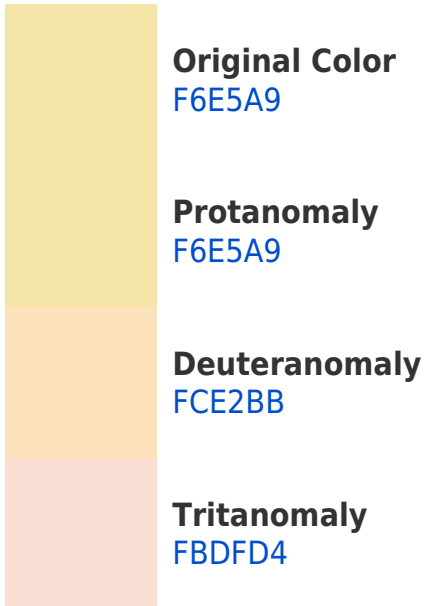 Original Color
F6E5A9
Protanomaly
F6E5A9
Deuteranomaly
FCE2BB
Tritanomaly
FBDFD4